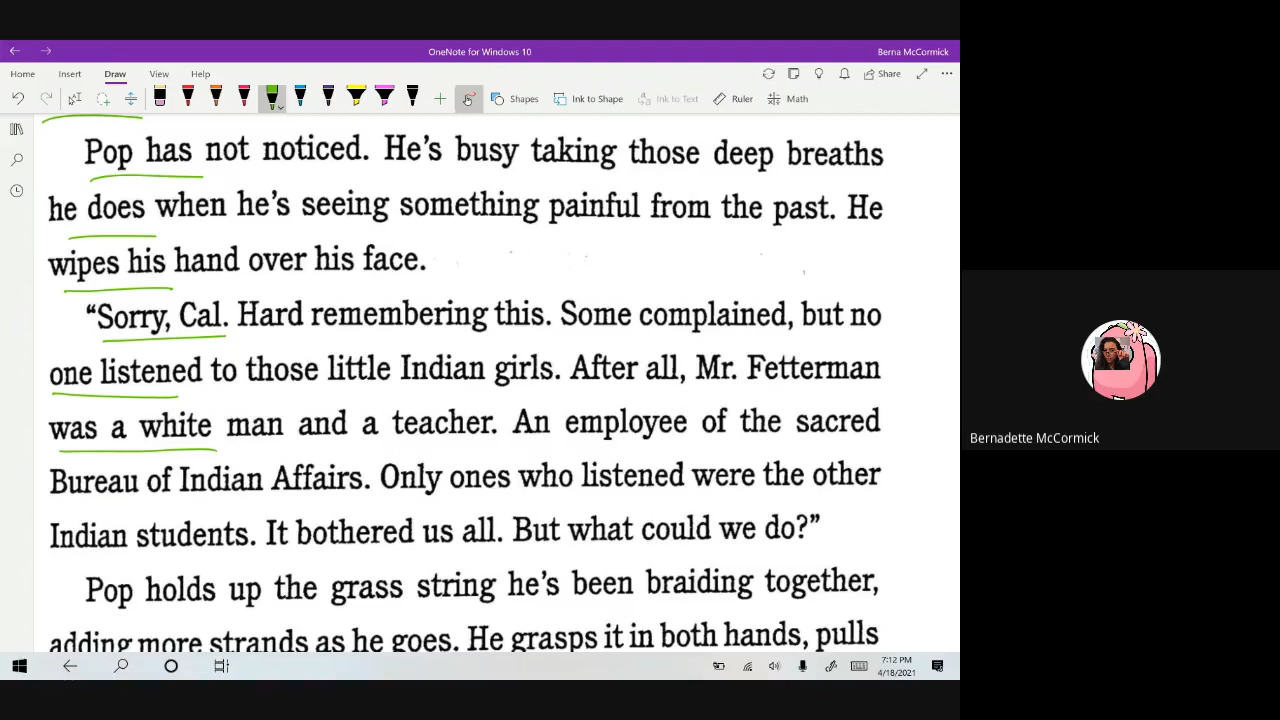 OneNote for Windows 10
Berna McCormick
Home Insert Draw View Help
Share
Shapes Ink to Shape Ink to Text Ruler Math
Pop has not noticed. He's busy taking those deep breaths
he does when he's seeing something painful from the past. He
wipes his hand over his face.
“Sorry, Cal. Hard remembering this. Some complained, but no
one listened to those little Indian girls. After all, Mr. Fetterman
was a white man and a teacher. An employee of the sacred
Bureau of Indian Affairs. Only ones who listened were the other
Indian students. It bothered us all. But what could we do?”
Pop holds up the grass string he's been braiding together,
adding more strands as he goes. He grasps it in both hands, pulls
Bernadette McCormick
7:12 PM
4/18/2021